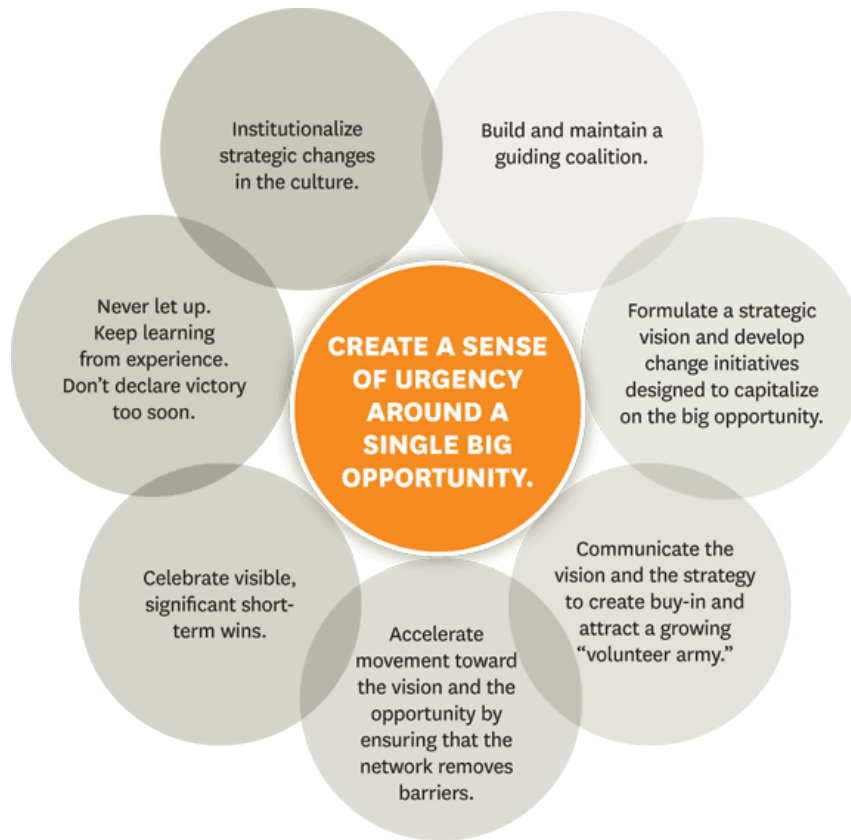 CREATE A SENSE
OF URGENCY
AROUND A
SINGLE BIG
OPPORTUNITY.
Build and maintain a
guiding coalition.
Formulate a strategic
vision and develop
change initiatives
designed to capitalize
on the big opportunity.
Communicate the
vision and the strategy
to create buy-in and
attract a growing
“volunteer army.”
Accelerate
movement toward
the vision and the
opportunity by
ensuring that the
network removes
barriers.
Celebrate visible,
significant short-
term wins.
Never let up.
Keep learning
from experience.
Don’t declare victory
too soon.
Institutionalize
strategic changes
in the culture.